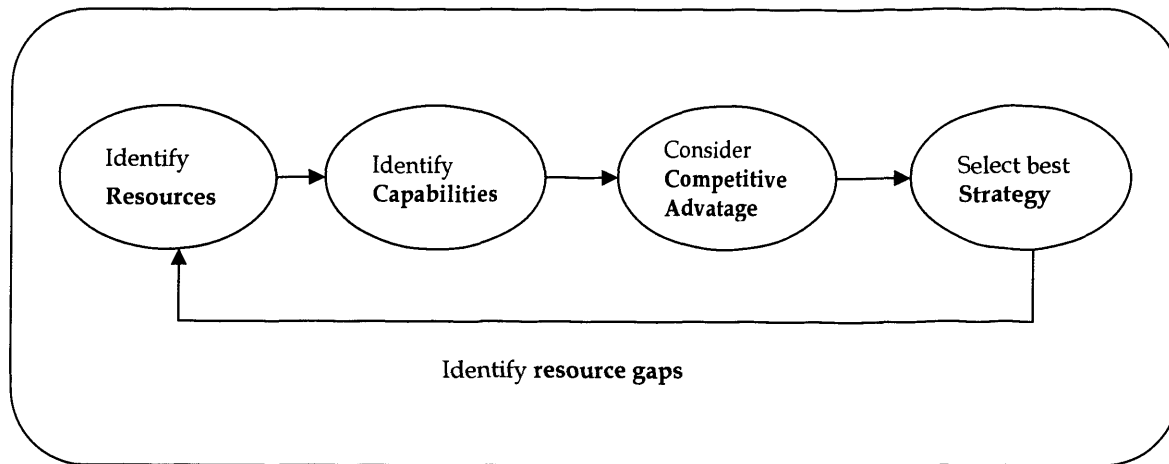 Identify
Resources
Identify
Capabilities
Consider
Competitive
Advatage
Select best
Strategy
Identify resource gaps